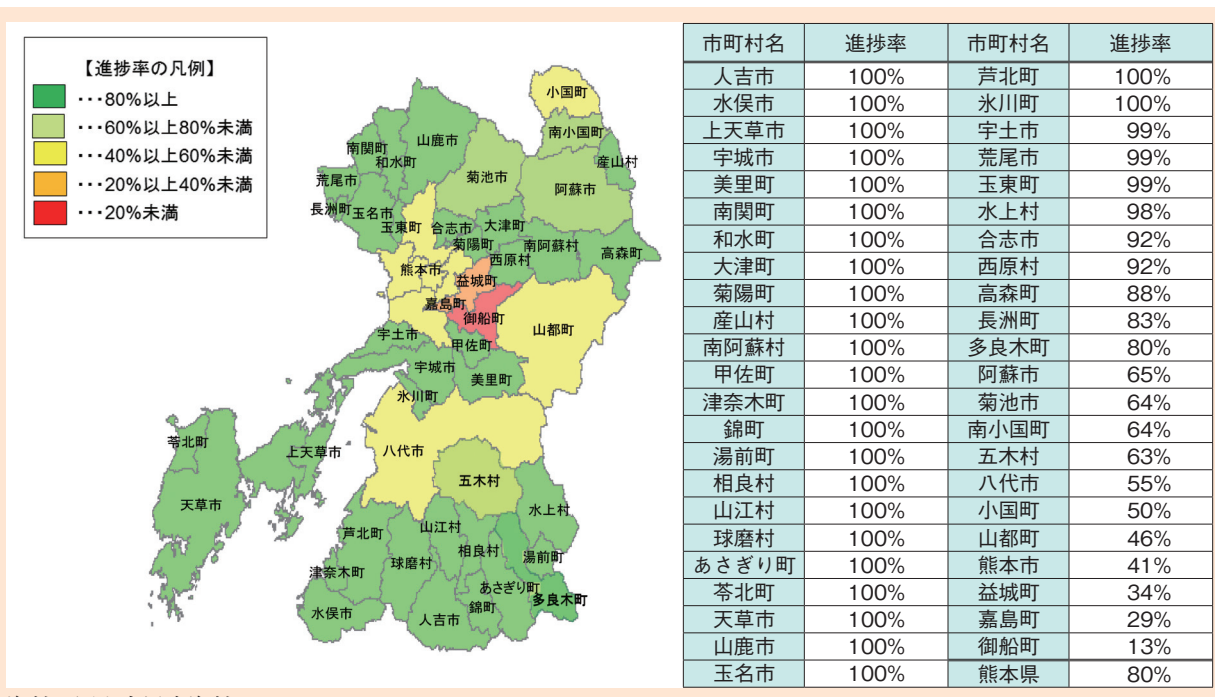 【進捗率の凡例】
･･･80%以上
･･･60%以上80%未満
･･･40%以上60%未満
･･･20%以上40%未満
･･･20%未満
小国町
南小国町
産山村
山鹿市
南関町
和水町
菊池市
阿蘇市
荒尾市
長洲町
玉名市
玉東町
合志市
大津町
菊陽町
南阿蘇村
西原村
高森町
熊本市
益城町
嘉島町
御船町
山都町
宇土市
甲佐町
宇城市
美里町
氷川町
苓北町
上天草市
八代市
天草市
五木村
水上村
芦北町
山江村
相良村
湯前町
球磨村
津奈木町
あさぎり町
多良木町
錦町
水俣市
人吉市
市町村名 進捗率 市町村名 進捗率
人吉市 100% 芦北町 100%
水俣市 100% 氷川町 100%
上天草市 100% 宇土市 99%
宇城市 100% 荒尾市 99%
美里町 100% 玉東町 99%
南関町 100% 水上村 98%
和水町 100% 合志市 92%
大津町 100% 西原村 92%
菊陽町 100% 高森町 88%
産山村 100% 長洲町 83%
南阿蘇村 100% 多良木町 80%
甲佐町 100% 阿蘇市 65%
津奈木町 100% 菊池市 64%
錦町 100% 南小国町 64%
湯前町 100% 五木村 63%
相良村 100% 八代市 55%
山江村 100% 小国町 50%
球磨村 100% 山都町 46%
あさぎり町 100% 熊本市 41%
苓北町 100% 益城町 34%
天草市 100% 嘉島町 29%
山鹿市 100% 御船町 13%
玉名市 100% 熊本県 80%